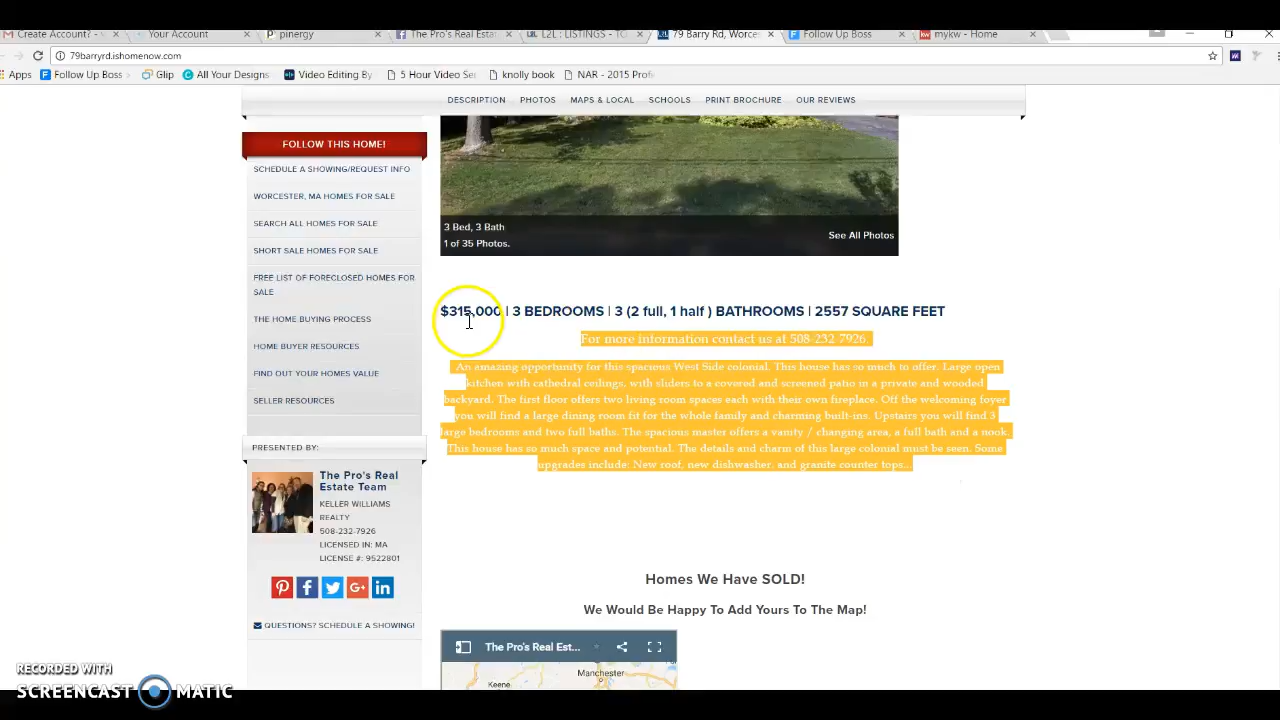 Create Account? -
Your Account
pinergy
The Pro's Real Estat
L2L : LISTINGS - TO
79 Barry Rd, Worces
Follow Up Boss
mykw - Home
79barryrd.ishomenow.com
Apps
Follow Up Boss
Glip
All Your Designs
Video Editing By
5 Hour Video Se
knolly book
NAR - 2015 Profi
DESCRIPTION PHOTOS MAPS & LOCAL SCHOOLS PRINT BROCHURE OUR REVIEWS
FOLLOW THIS HOME!
SCHEDULE A SHOWING/REQUEST INFO
WORCESTER, MA HOMES FOR SALE
SEARCH ALL HOMES FOR SALE
SHORT SALE HOMES FOR SALE
FREE LIST OF FORECLOSED HOMES FOR
SALE
THE HOME BUYING PROCESS
HOME BUYER RESOURCES
FIND OUT YOUR HOMES VALUE
SELLER RESOURCES
PRESENTED BY:
The Pro's Real
Estate Team
KELLER WILLIAMS
REALTY
508-232-7926
LICENSED IN: MA
LICENSE #: 9522801
QUESTIONS? SCHEDULE A SHOWING!
3 Bed, 3 Bath
1 of 35 Photos.
See All Photos
$315,000 | 3 BEDROOMS | 3 (2 full, 1 half ) BATHROOMS | 2557 SQUARE FEET
For more information contact us at 508-232-7926.
An amazing opportunity for this spacious West Side colonial. This house has so much to offer. Large open
kitchen with cathedral ceilings, with sliders to a covered and screened patio in a private and wooded
backyard. The first floor offers two living room spaces each with their own fireplace. Off the welcoming foyer
you will find a large dining room fit for the whole family and charming built-ins. Upstairs you will find 3
large bedrooms and two full baths. The spacious master offers a vanity / changing area, a full bath and a nook.
This house has so much space and potential. The details and charm of this large colonial must be seen. Some
upgrades include: New roof, new dishwasher, and granite counter tops...
Homes We Have SOLD!
We Would Be Happy To Add Yours To The Map!
The Pro's Real Est...
Manchester
Keene
RECORDED WITH
SCREENCAST MATIC